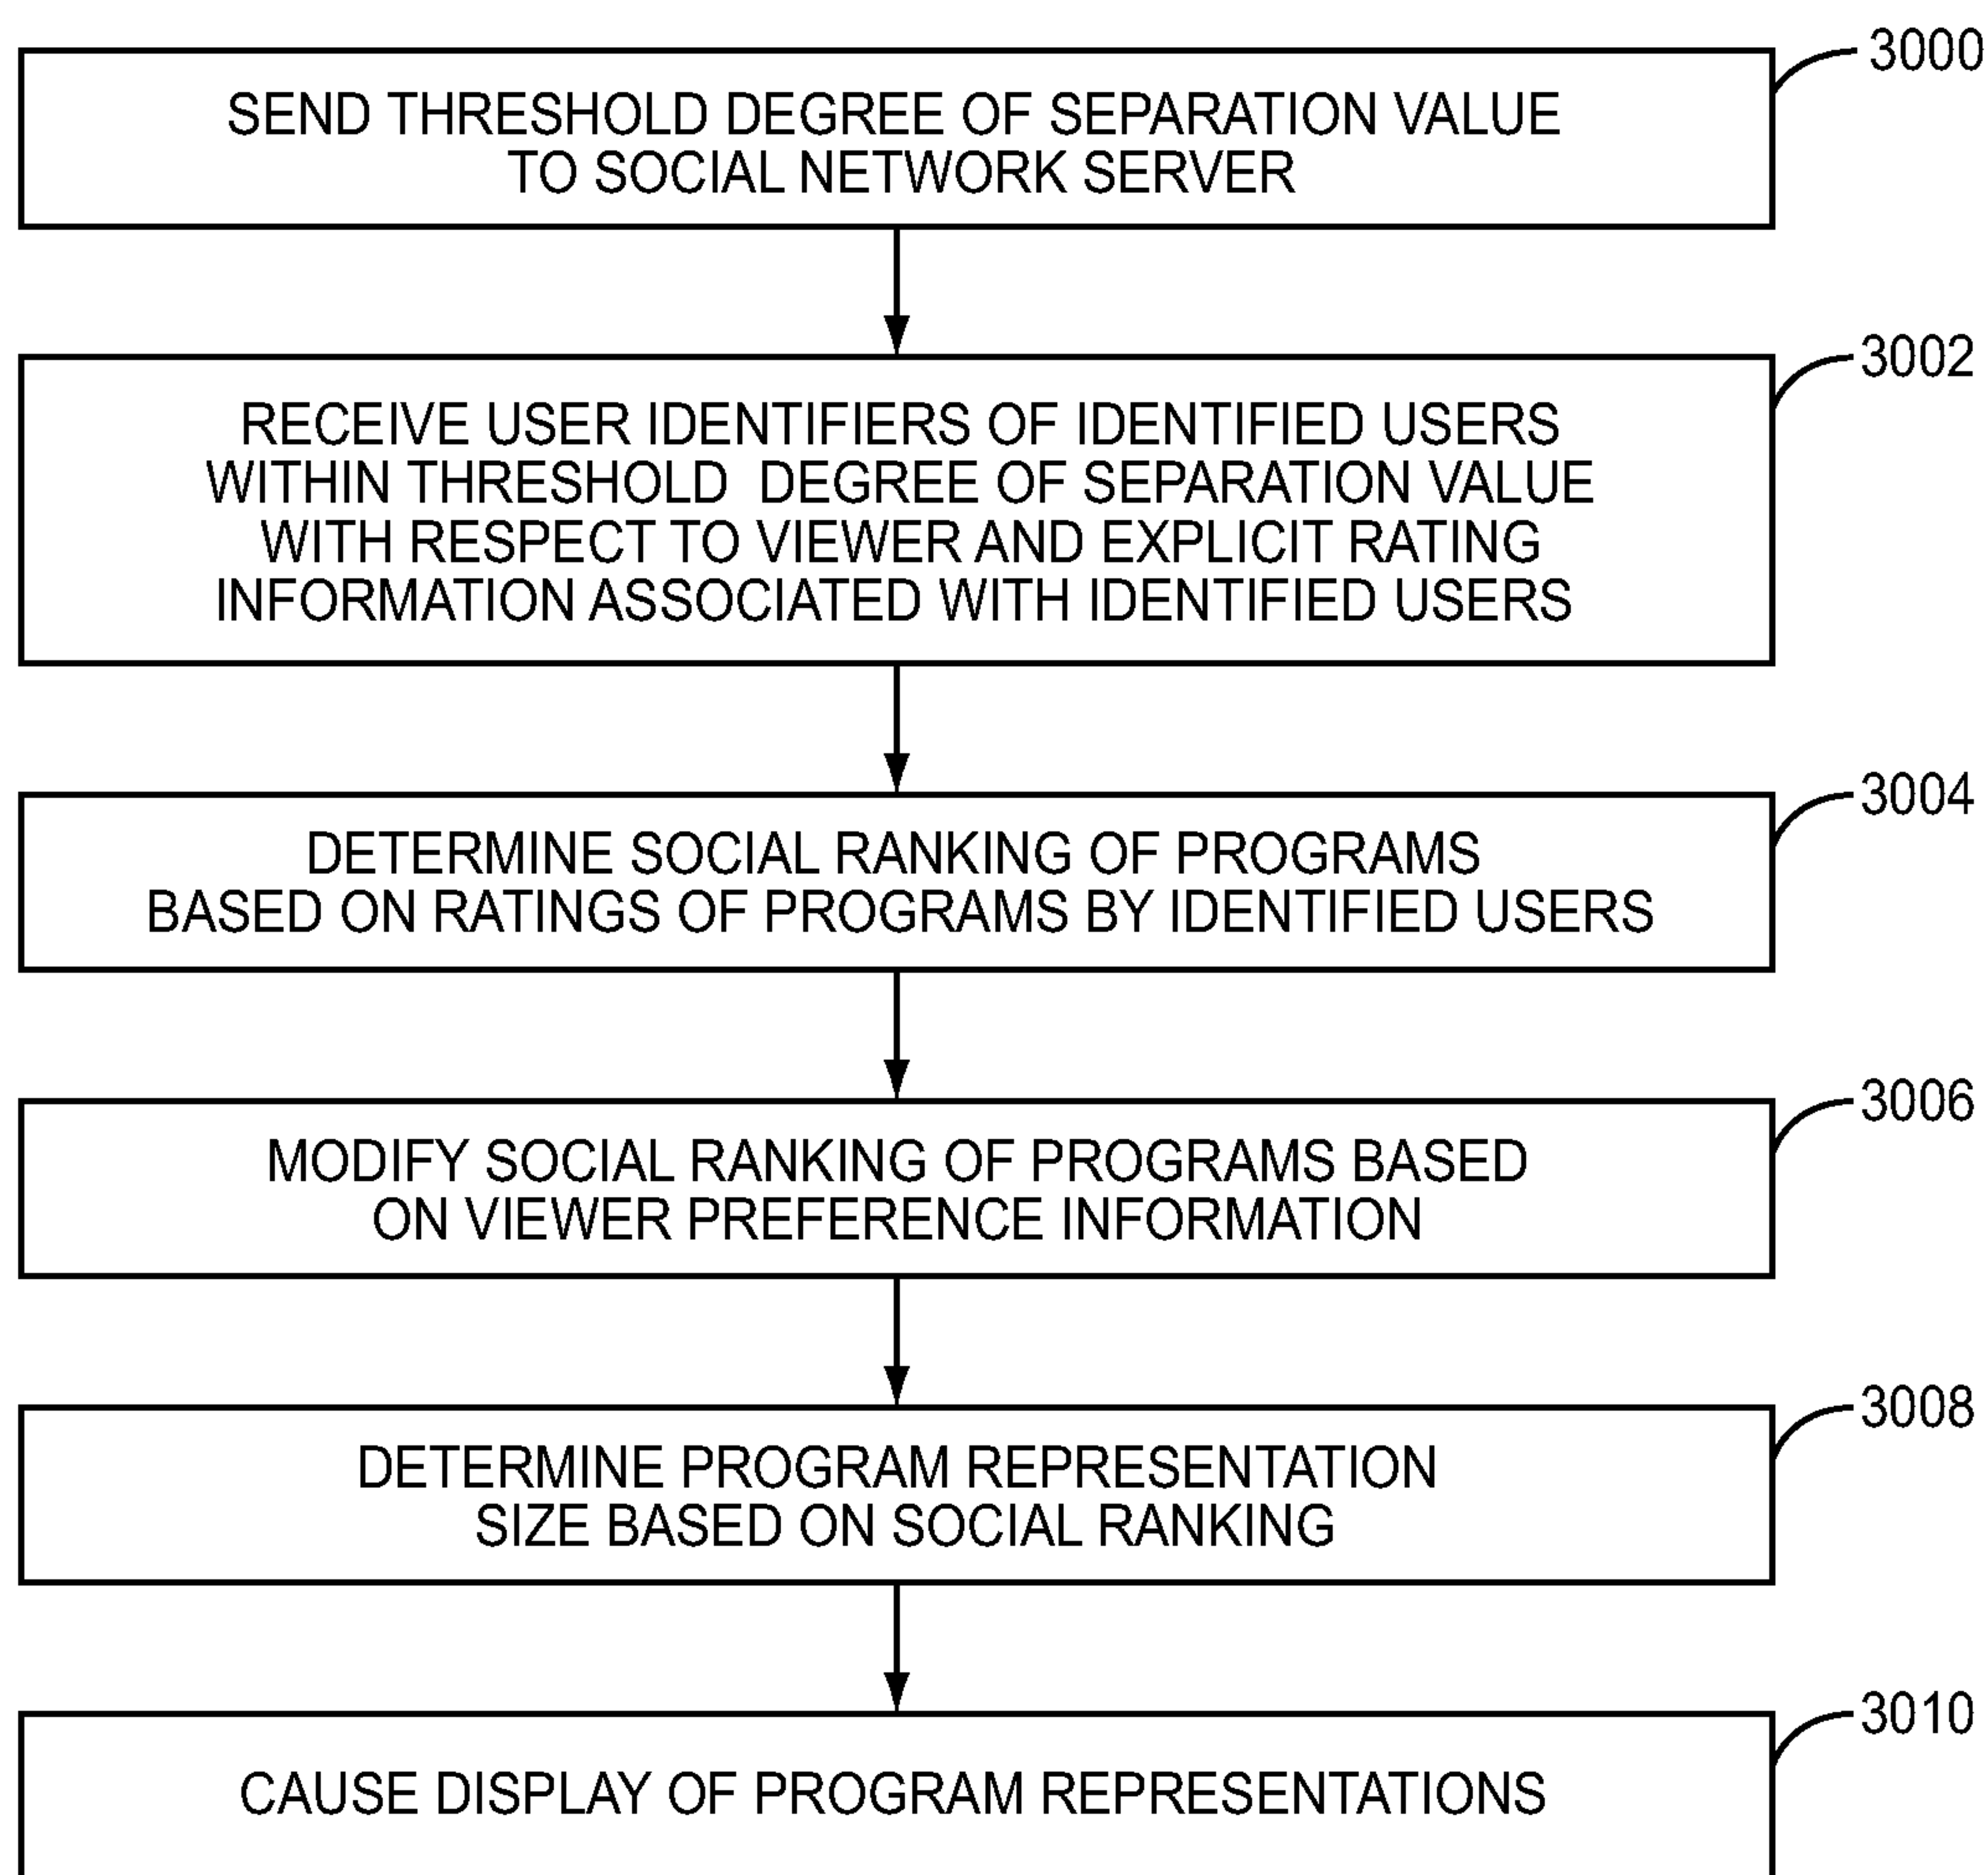 3000
SEND THRESHOLD DEGREE OF SEPARATION VALUE
TO SOCIAL NETWORK SERVER
3002
RECEIVE USER IDENTIFIERS OF IDENTIFIED USERS
WITHIN THRESHOLD DEGREE OF SEPARATION VALUE
WITH RESPECT TO VIEWER AND EXPLICIT RATING
INFORMATION ASSOCIATED WITH IDENTIFIED USERS
3004
DETERMINE SOCIAL RANKING OF PROGRAMS
BASED ON RATINGS OF PROGRAMS BY IDENTIFIED USERS
3006
MODIFY SOCIAL RANKING OF PROGRAMS BASED
ON VIEWER PREFERENCE INFORMATION
3008
DETERMINE PROGRAM REPRESENTATION
SIZE BASED ON SOCIAL RANKING
3010
CAUSE DISPLAY OF PROGRAM REPRESENTATIONS